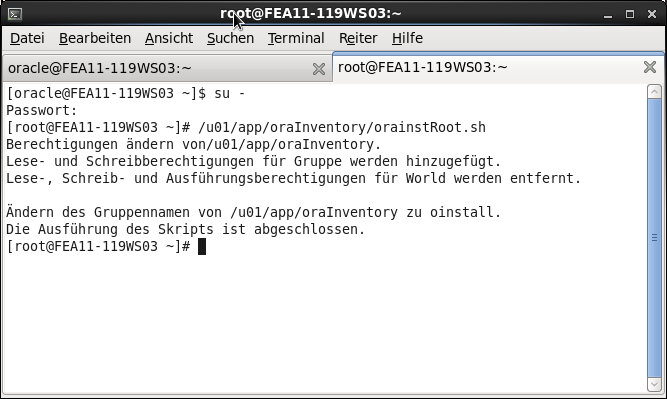 root@FEA11-119WS03:~
Datei Bearbeiten Ansicht Suchen Terminal Reiter Hilfe
oracle@FEA11-119WS03:~ root@FEA11-119WS03:~
[oracle@FEA11-119WS03 ~]$ su -
Passwort:
[root@FEA11-119WS03 ~]# /u01/app/oraInventory/orainstRoot.sh
Berechtigungen ändern von/u01/app/oraInventory.
Lese- und Schreibberechtigungen für Gruppe werden hinzugefügt.
Lese-, Schreib- und Ausführungsberechtigungen für World werden entfernt.
Ändern des Gruppennamen von /u01/app/oraInventory zu oinstall.
Die Ausführung des Skripts ist abgeschlossen.
[root@FEA11-119WS03 ~]#